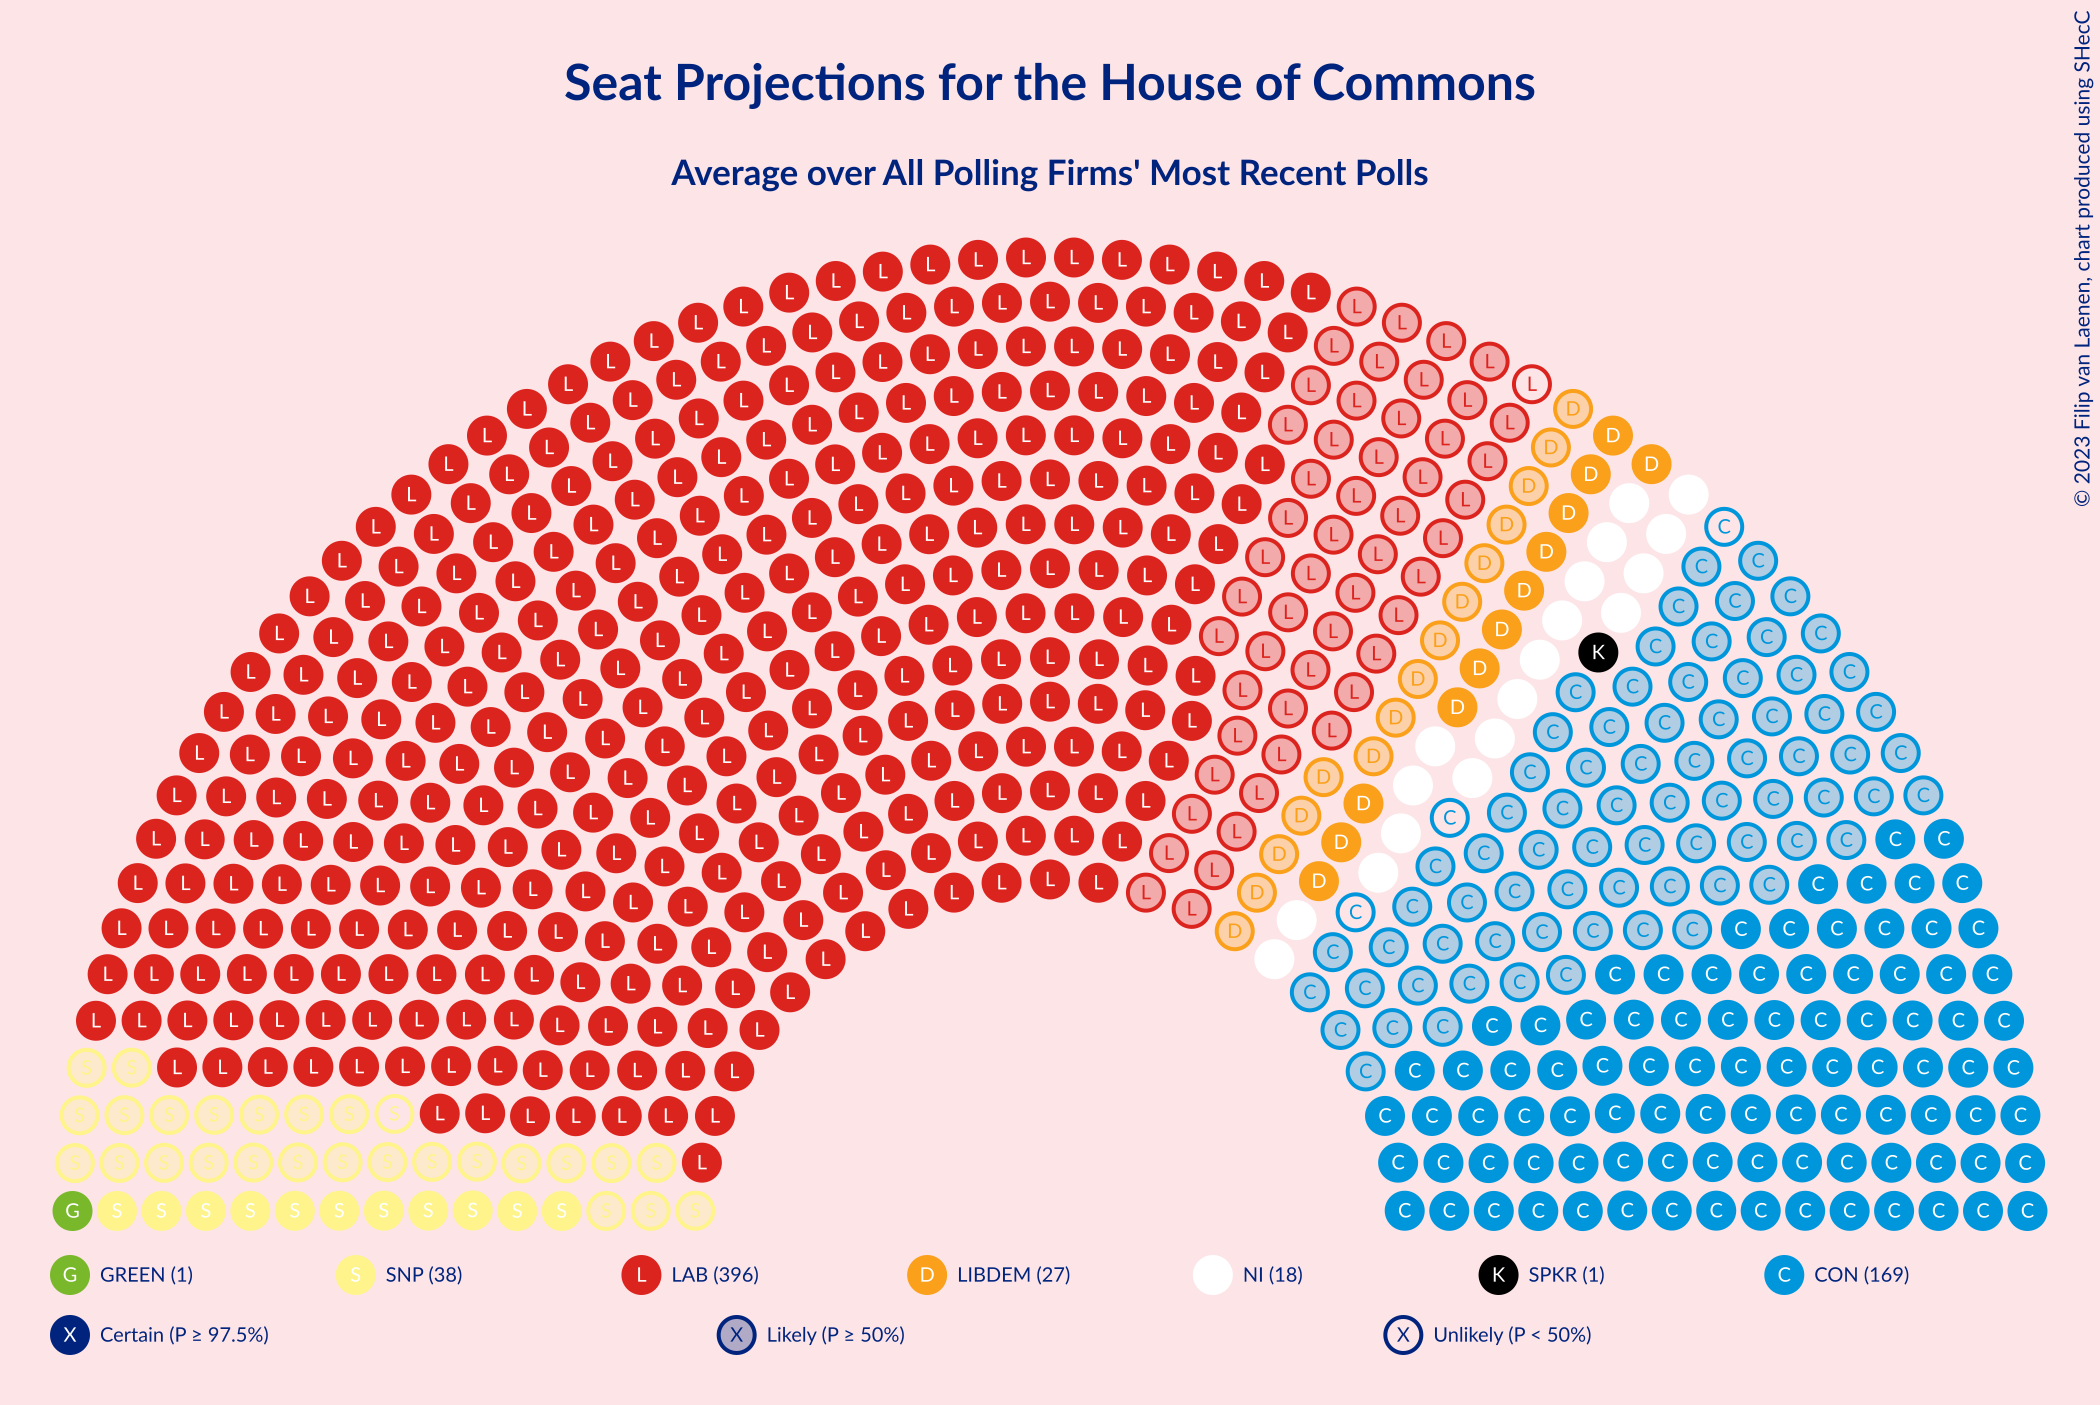 Seat Projections for the House of Commons
Average over All Polling Firms' Most Recent Polls
© 2023 Filip van Laenen, chart produced using SHecC
G GREEN (1)
S SNP (38)
L LAB (396)
D LIBDEM (27)
NI (18)
K SPKR (1)
C CON (169)
X Certain (P ≥ 97.5%)
X Likely (P ≥ 50%)
X Unlikely (P < 50%)